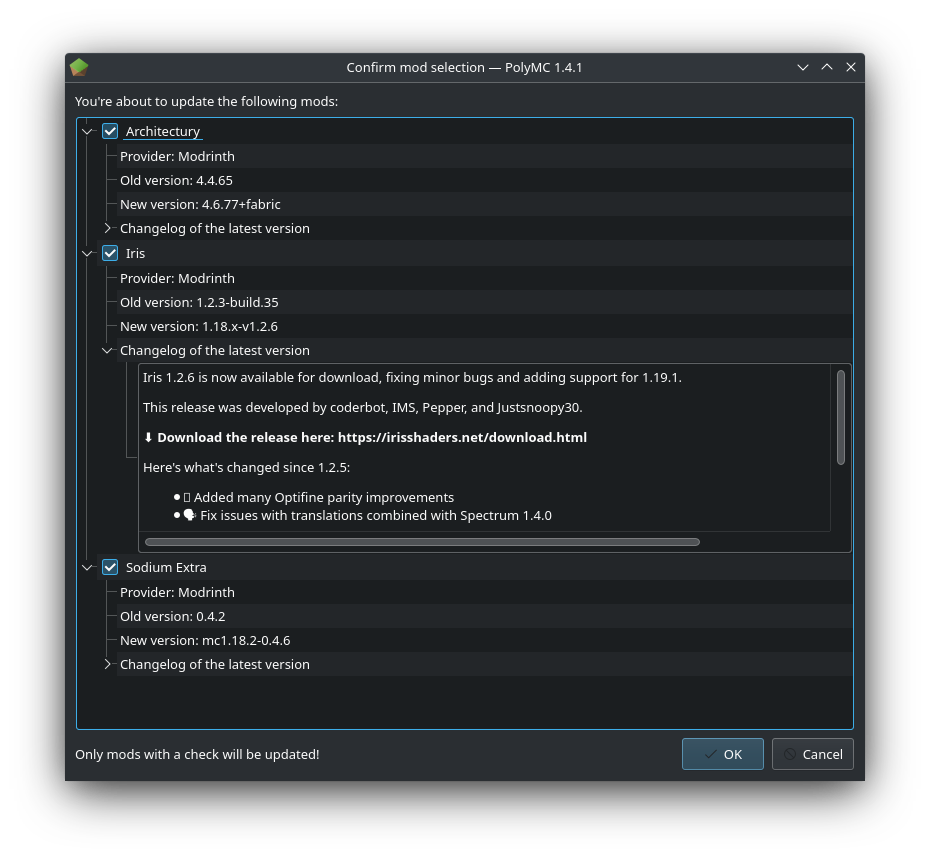 Confirm mod selection — PolyMC 1.4.1
You're about to update the following mods:
Architectury
Provider: Modrinth
Old version: 4.4.65
New version: 4.6.77+fabric
Changelog of the latest version
Iris
Provider: Modrinth
Old version: 1.2.3-build.35
New version: 1.18.x-v1.2.6
Changelog of the latest version
Iris 1.2.6 is now available for download, fixing minor bugs and adding support for 1.19.1.
This release was developed by coderbot, IMS, Pepper, and Justsnoopy30.
⬇ Download the release here: https://irisshaders.net/download.html
Here's what's changed since 1.2.5:
• Added many Optifine parity improvements
• 🗣 Fix issues with translations combined with Spectrum 1.4.0
Sodium Extra
Provider: Modrinth
Old version: 0.4.2
New version: mc1.18.2-0.4.6
Changelog of the latest version
Only mods with a check will be updated!
OK
Cancel